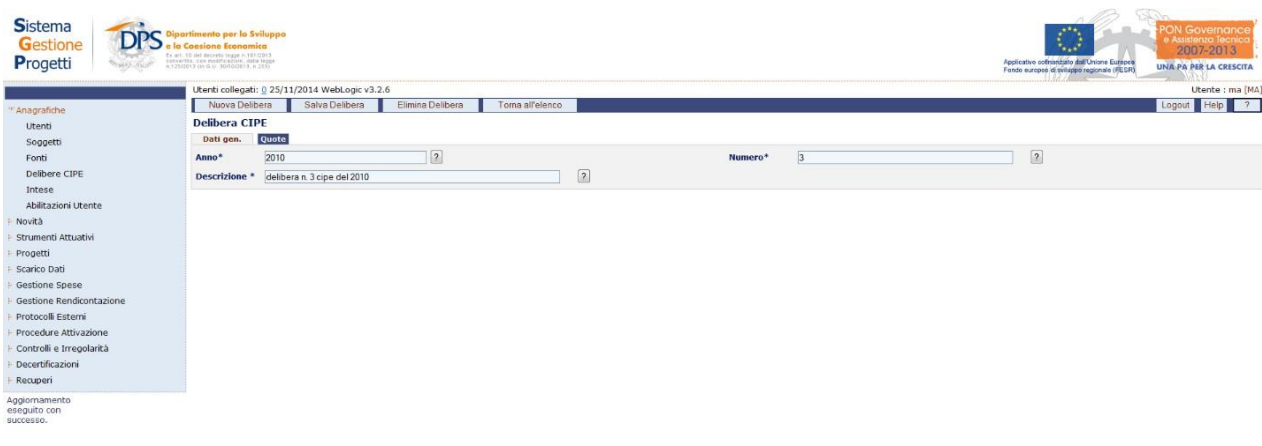 Sistema
Gestione
Progetti
DPS
Dipartimento per lo Sviluppo
e la Coesione Economica
Applicativo cofinanziato dall'Unione Europea
Fondo europeo di sviluppo regionale (FESR)
PON Governance
e Assistenza Tecnica
2007-2013
UNA PA PER LA CRESCITA
Utenti collegati: 0 25/11/2014 WebLogic v3.2.6
Utente : ma [MA]
Nuova Delibera
Salva Delibera
Elimina Delibera
Torna all'elenco
Logout
Help
?
Anagrafiche
Utenti
Soggetti
Fonti
Delibere CIPE
Intese
Abilitazioni Utente
Novità
Strumenti Attuativi
Progetti
Scarico Dati
Gestione Spese
Gestione Rendicontazione
Protocolli Esterni
Procedure Attivazione
Controlli e Irregolarità
Decertificazioni
Recuperi
Aggiornamento
eseguito con
successo.
Delibera CIPE
Dati gen.
Quote
Anno* 2010 ?
Numero* 3 ?
Descrizione * delibera n. 3 cipe del 2010 ?